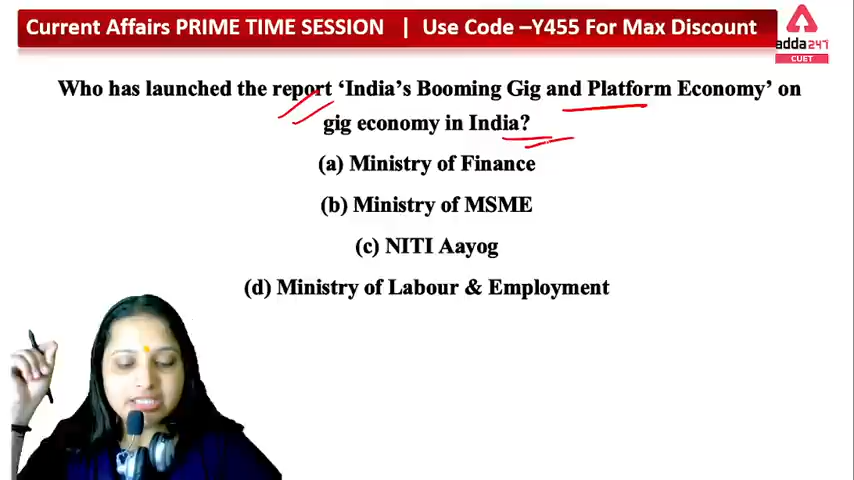 Current Affairs PRIME TIME SESSION | Use Code –Y455 For Max Discount
adda247
CUET
Who has launched the report ‘India’s Booming Gig and Platform Economy’ on
gig economy in India?
(a) Ministry of Finance
(b) Ministry of MSME
(c) NITI Aayog
(d) Ministry of Labour & Employment